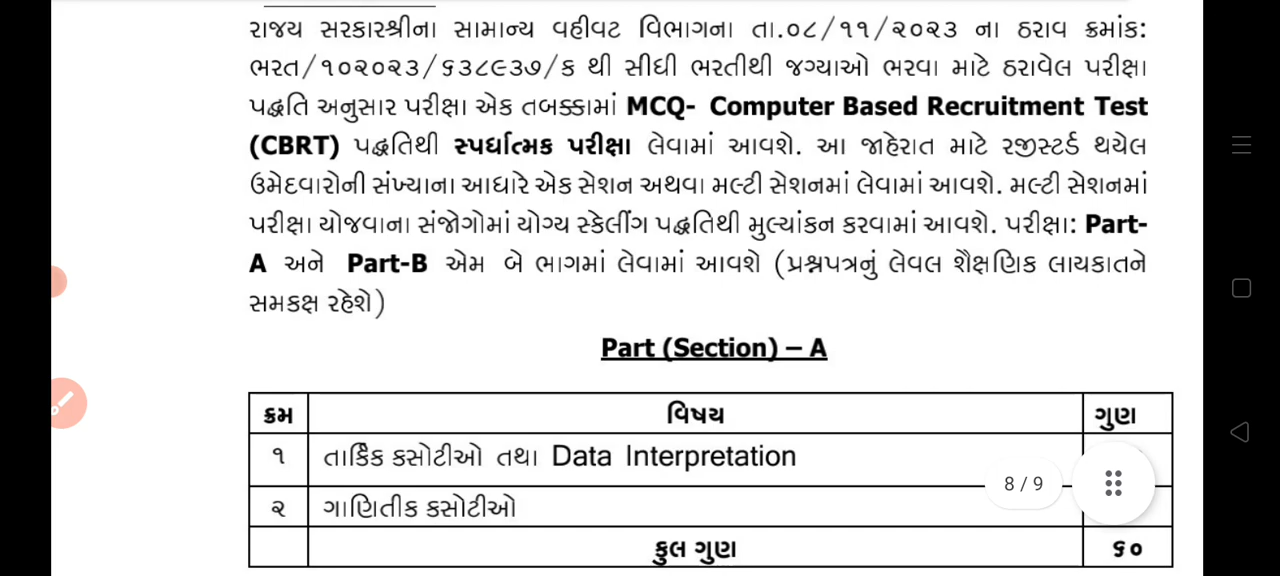 રાજ્ય સરકારશ્રીના સામાન્ય વહીવટ વિભાગના તા.૦૮/૧૧/૨૦૨૩ ના ઠરાવ ક્રમાંક:
ભરત/૧૦૨૦૨૩/૬૩૮૯૩૭/ક થી સીધી ભરતીથી જગ્યાઓ ભરવા માટે ઠરાવેલ પરીક્ષા
પદ્ધતિ અનુસાર પરીક્ષા એક તબક્કામાં MCQ- Computer Based Recruitment Test
(CBRT) પદ્ધતિથી સ્પર્ધાત્મક પરીક્ષા લેવામાં આવશે. આ જાહેરાત માટે રજીસ્ટર્ડ થયેલ
ઉમેદવારોની સંખ્યાના આધારે એક સેશન અથવા મલ્ટી સેશનમાં લેવામાં આવશે. મલ્ટી સેશનમાં
પરીક્ષા યોજવાના સંજોગોમાં યોગ્ય સ્કેલીંગ પદ્ધતિથી મુલ્યાંકન કરવામાં આવશે. પરીક્ષા: Part-
A અને Part-B એમ બે ભાગમાં લેવામાં આવશે (પ્રશ્નપત્રનું લેવલ શૈક્ષણિક લાયકાતને
સમકક્ષ રહેશે)
Part (Section) – A
ક્રમ વિષય ગુણ
૧ તાર્કિક કસોટીઓ તથા Data Interpretation
8 / 9
૨ ગાણિતીક કસોટીઓ
કુલ ગુણ ૬૦